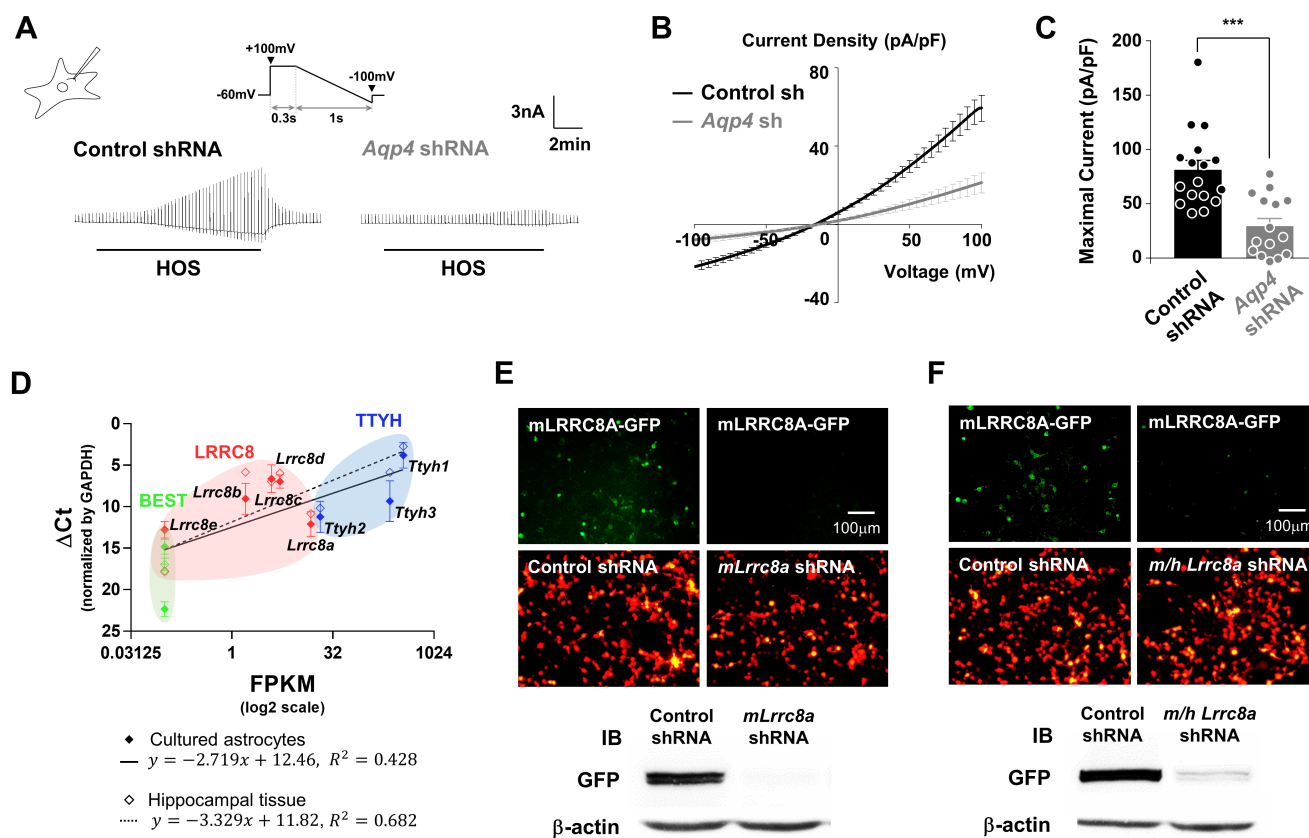 A
+100mV
-100mV
-60mV
0.3s
1s
3nA
2min
Control shRNA
Aqp4 shRNA
HOS
HOS
B
Current Density (pA/pF)
Control sh
Aqp4 sh
80
40
0
-40
-100
-50
50
100
Voltage (mV)
C
***
Maximal Current (pA/pF)
200
150
100
50
0
Control
shRNA
Aqp4
shRNA
D
ΔCt
(normalized by GAPDH)
0
5
10
15
20
25
0.03125
1
32
1024
FPKM
(log2 scale)
BEST
LRRC8
TTYH
Lrrc8d
Lrrc8b
Lrrc8c
Lrrc8e
Lrrc8a
Ttyh1
Ttyh2
Ttyh3
Cultured astrocytes
y = −2.719x + 12.46, R² = 0.428
Hippocampal tissue
y = −3.329x + 11.82, R² = 0.682
E
mLRRC8A-GFP
mLRRC8A-GFP
100μm
Control shRNA
mLrrc8a shRNA
IB
Control
shRNA
mLrrc8a
shRNA
GFP
β-actin
F
mLRRC8A-GFP
mLRRC8A-GFP
100μm
Control shRNA
m/h Lrrc8a shRNA
IB
Control
shRNA
m/h Lrrc8a
shRNA
GFP
β-actin